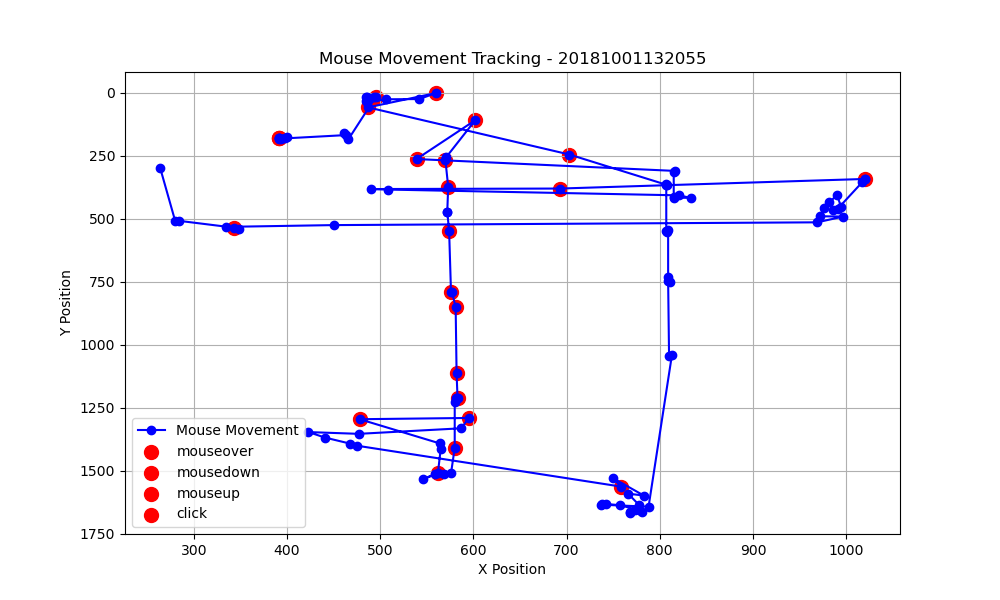 Mouse Movement Tracking - 20181001132055
0
250
500
750
1000
1250
1500
1750
Y Position
Mouse Movement
mouseover
mousedown
mouseup
click
300 400 500 600 700 800 900 1000
X Position